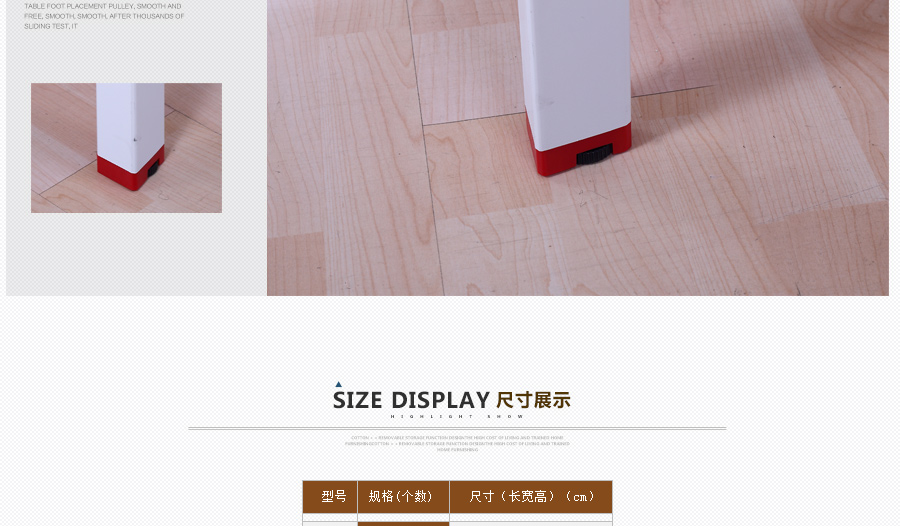 TABLE FOOT PLACEMENT PULLEY, SMOOTH AND
FREE, SMOOTH, SMOOTH, AFTER THOUSANDS OF
SLIDING TEST, IT
SIZE DISPLAY 尺寸展示
HIGHLIGHT SHOW
型号 规格(个数) 尺寸（长宽高）（cm）